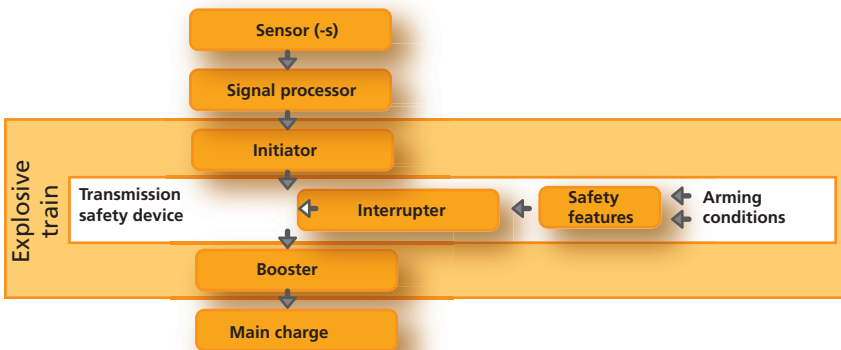 Sensor (-s)
Signal processor
Initiator
Explosive
train
Transmission
safety device
Interrupter
Safety
features
Arming
conditions
Booster
Main charge